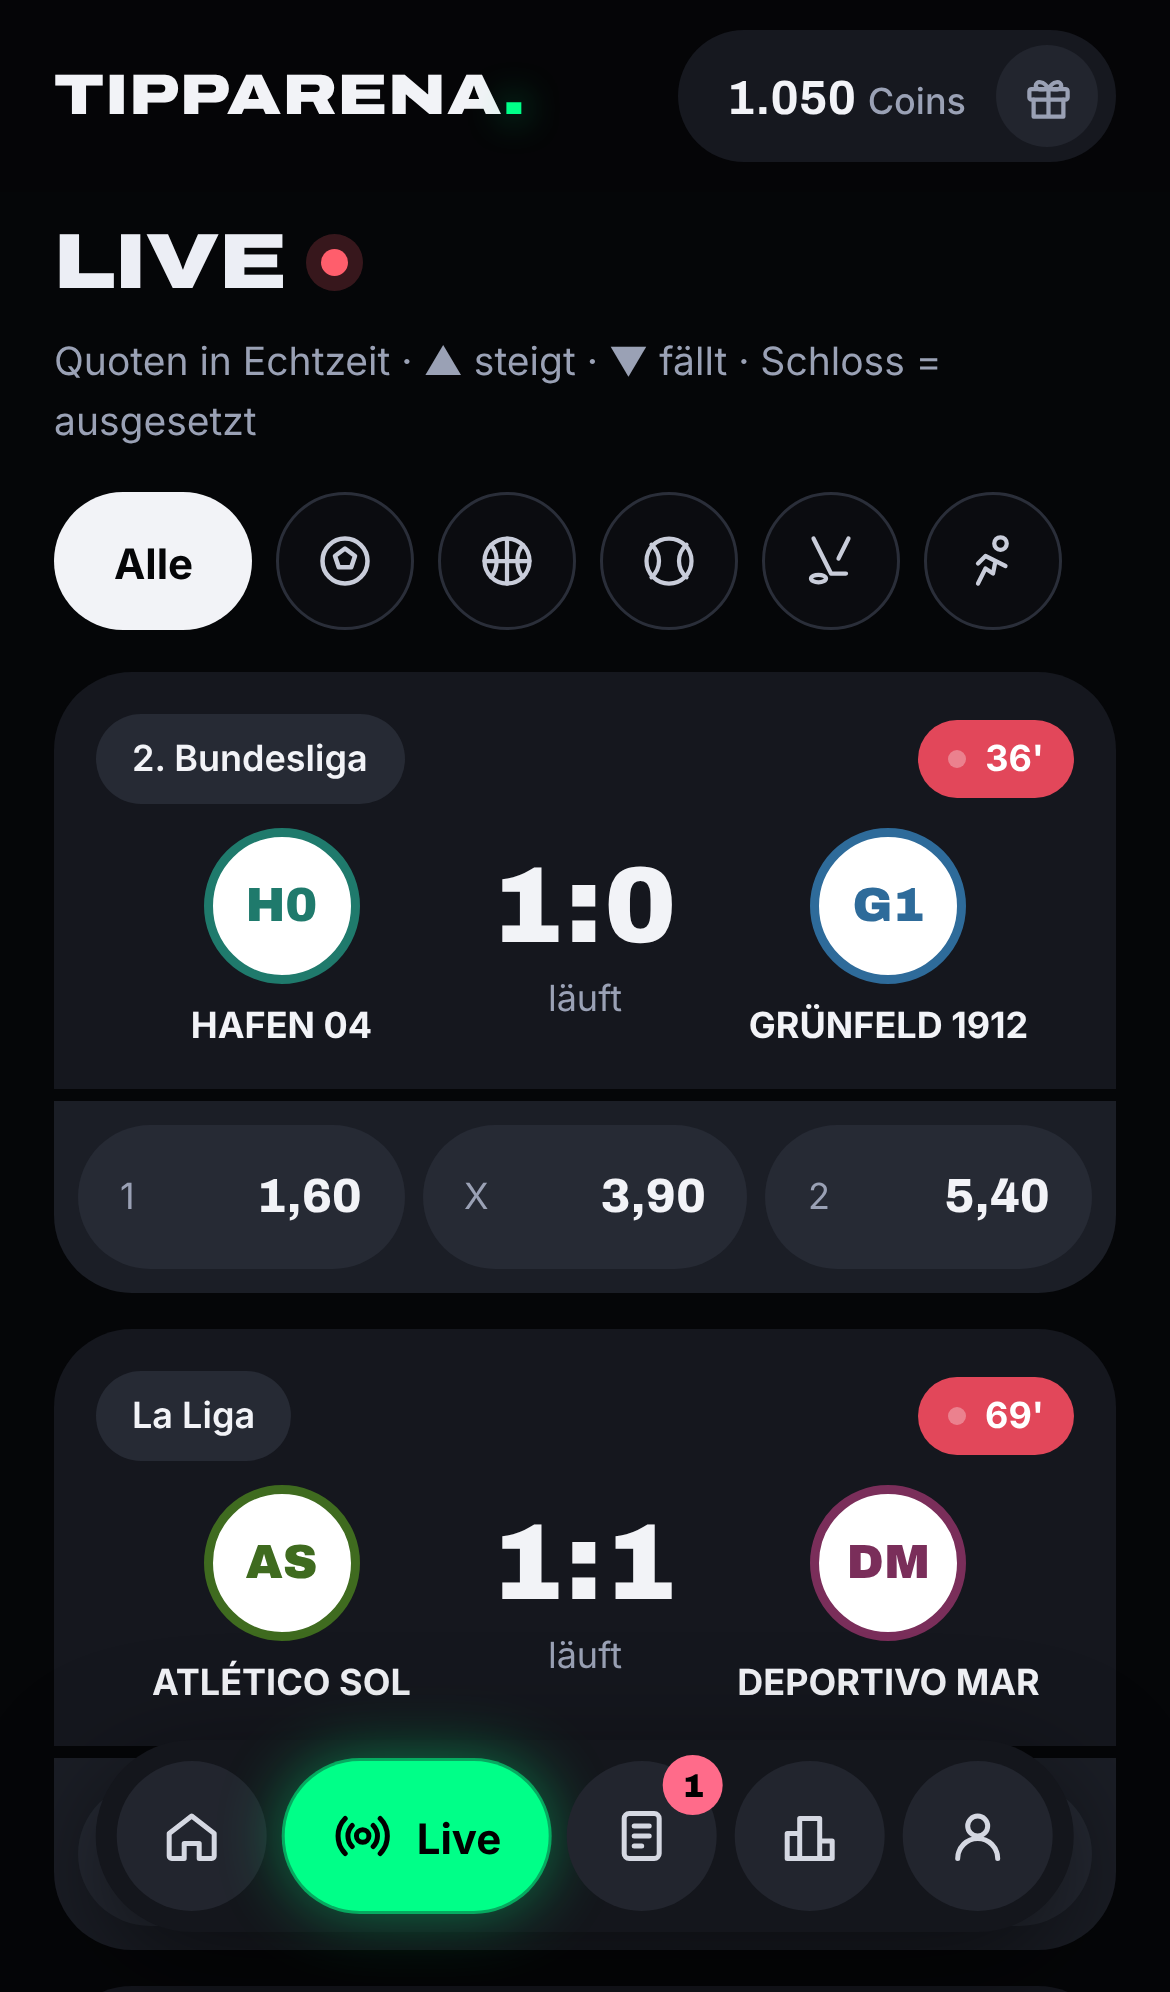 TIPPARENA.
1.050 Coins
LIVE
Quoten in Echtzeit · ▲ steigt · ▼ fällt · Schloss =
ausgesetzt
Alle
2. Bundesliga
36'
H0
1:0
G1
läuft
HAFEN 04
GRÜNFELD 1912
1 1,60
X 3,90
2 5,40
La Liga
69'
AS
1:1
DM
läuft
ATLÉTICO SOL
DEPORTIVO MAR
1
Live